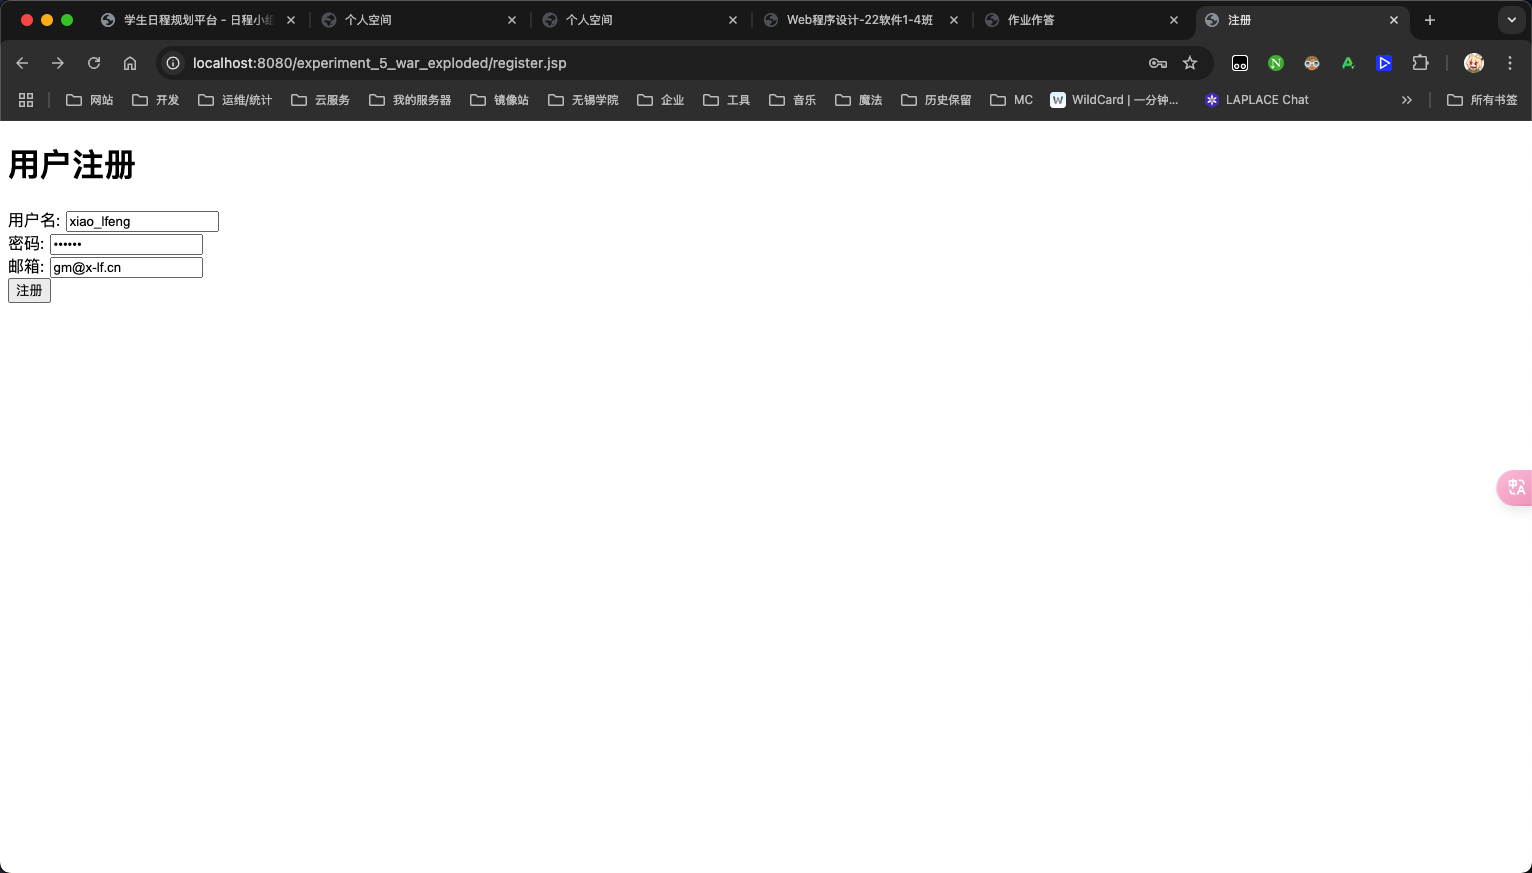 学生日程规划平台 - 日程小
个人空间
个人空间
Web程序设计-22软件1-4班
作业作答
注册
localhost:8080/experiment_5_war_exploded/register.jsp
网站
开发
运维/统计
云服务
我的服务器
镜像站
无锡学院
企业
工具
音乐
魔法
历史保留
MC
W WildCard | 一分钟...
LAPLACE Chat
所有书签
用户注册
用户名: xiao_lfeng
密码: ••••••
邮箱: gm@x-lf.cn
注册
中A